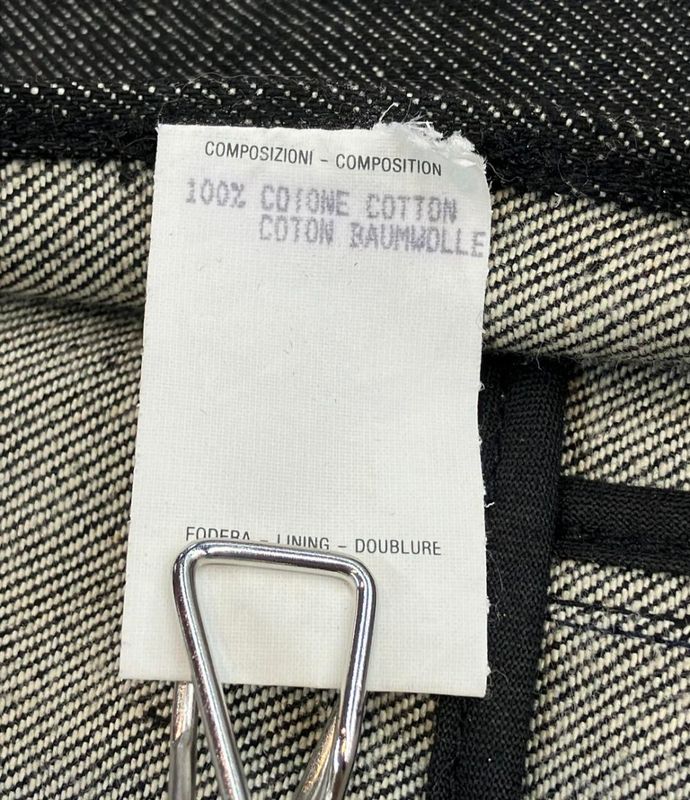 COMPOSIZIONI - COMPOSITION
100% COTONE COTTON
COTON BAUMWOLLE
FODERA - LINING - DOUBLURE